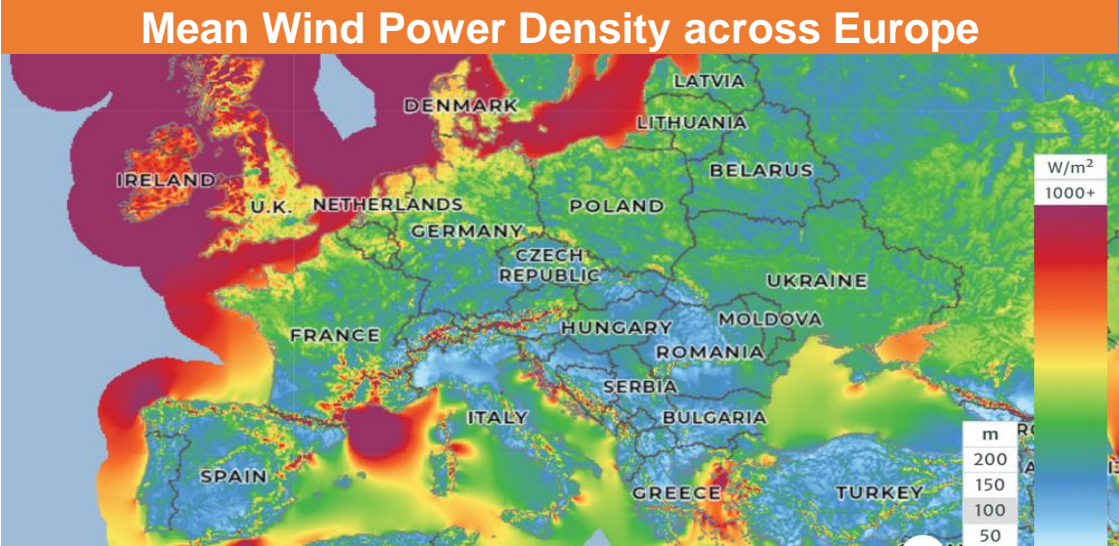 Mean Wind Power Density across Europe
LATVIA
DENMARK
LITHUANIA
BELARUS
IRELAND
U.K.
NETHERLANDS
POLAND
GERMANY
CZECH
REPUBLIC
UKRAINE
FRANCE
HUNGARY
MOLDOVA
ROMANIA
SERBIA
ITALY
BULGARIA
SPAIN
GREECE
TURKEY
W/m²
1000+
m
200
150
100
50